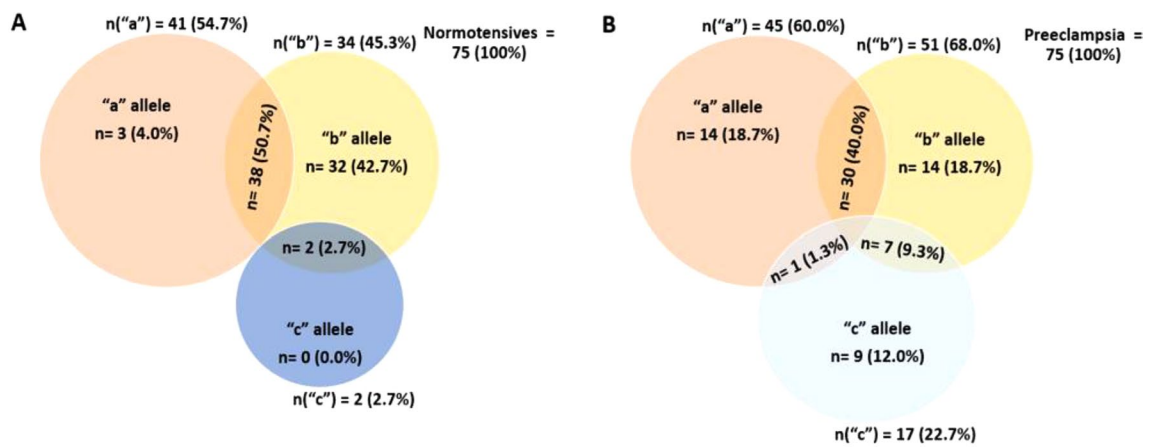 A
n(“a”) = 41 (54.7%)
n(“b”) = 34 (45.3%)
Normotensives =
75 (100%)
“a” allele
n= 3 (4.0%)
n= 38 (50.7%)
“b” allele
n= 32 (42.7%)
n= 2 (2.7%)
“c” allele
n= 0 (0.0%)
n(“c”) = 2 (2.7%)
B
n(“a”) = 45 (60.0%)
n(“b”) = 51 (68.0%)
Preeclampsia =
75 (100%)
“a” allele
n= 14 (18.7%)
n= 30 (40.0%)
“b” allele
n= 14 (18.7%)
n= 1 (1.3%)
n= 7 (9.3%)
“c” allele
n= 9 (12.0%)
n(“c”) = 17 (22.7%)